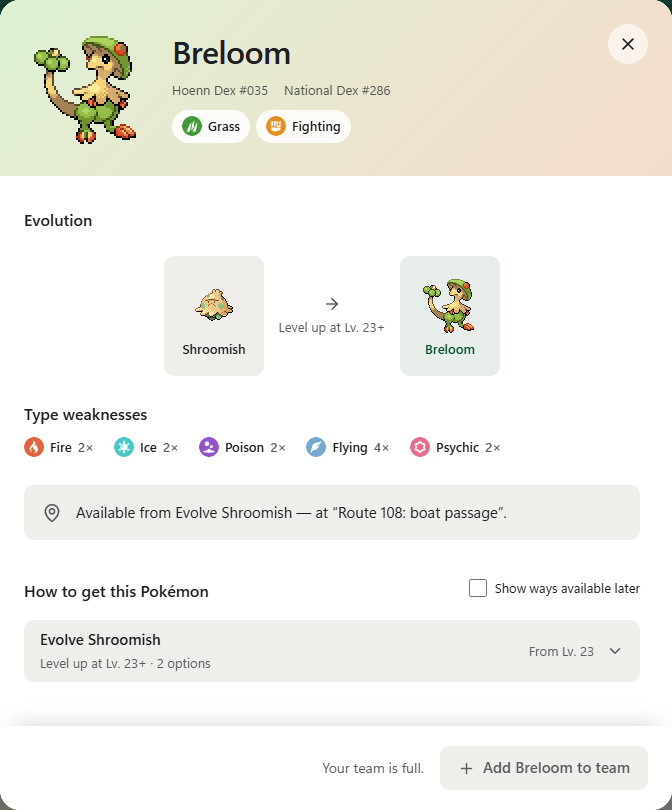 Breloom
Hoenn Dex #035 National Dex #286
Grass Fighting
Evolution
Level up at Lv. 23+
Shroomish Breloom
Type weaknesses
Fire 2× Ice 2× Poison 2× Flying 4× Psychic 2×
Available from Evolve Shroomish — at “Route 108: boat passage”.
How to get this Pokémon Show ways available later
Evolve Shroomish
Level up at Lv. 23+ · 2 options From Lv. 23
Your team is full. + Add Breloom to team